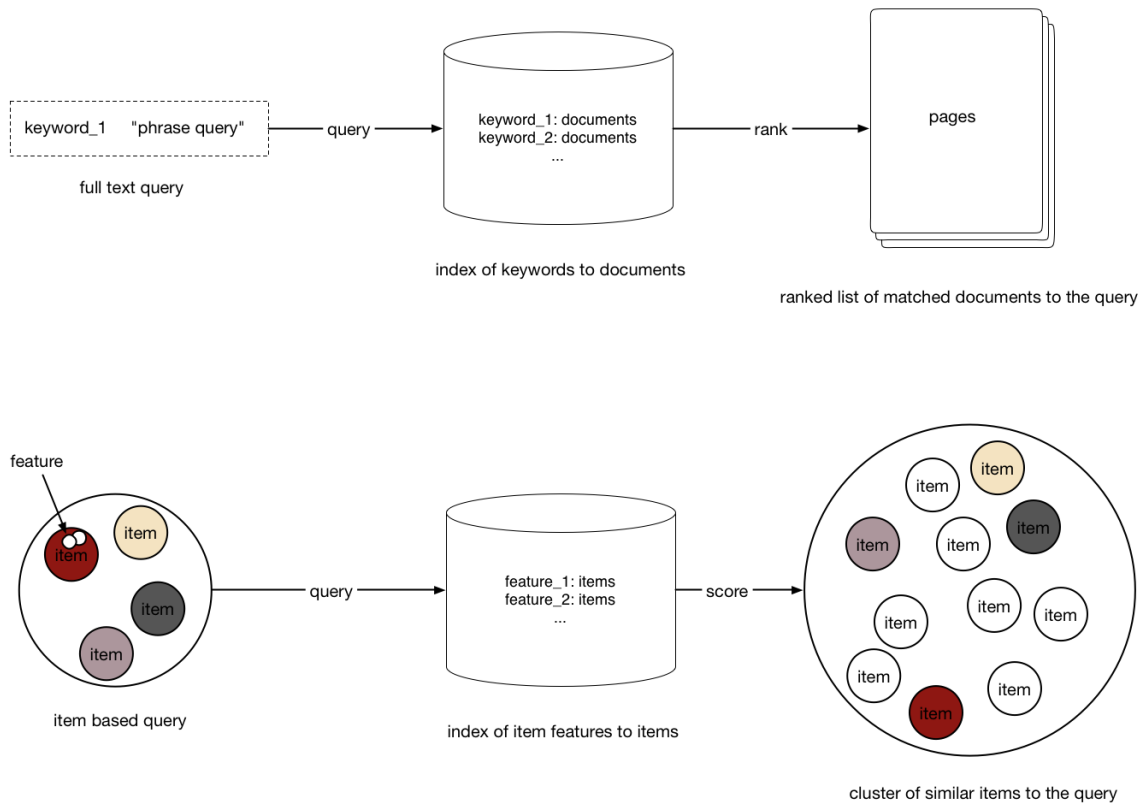 keyword_1 "phrase query"
full text query
query
keyword_1: documents
keyword_2: documents
...
index of keywords to documents
rank
pages
ranked list of matched documents to the query
feature
item
item
item
item
item based query
query
feature_1: items
feature_2: items
...
index of item features to items
score
item
item
item
item
item
item
item
item
item
item
item
item
cluster of similar items to the query